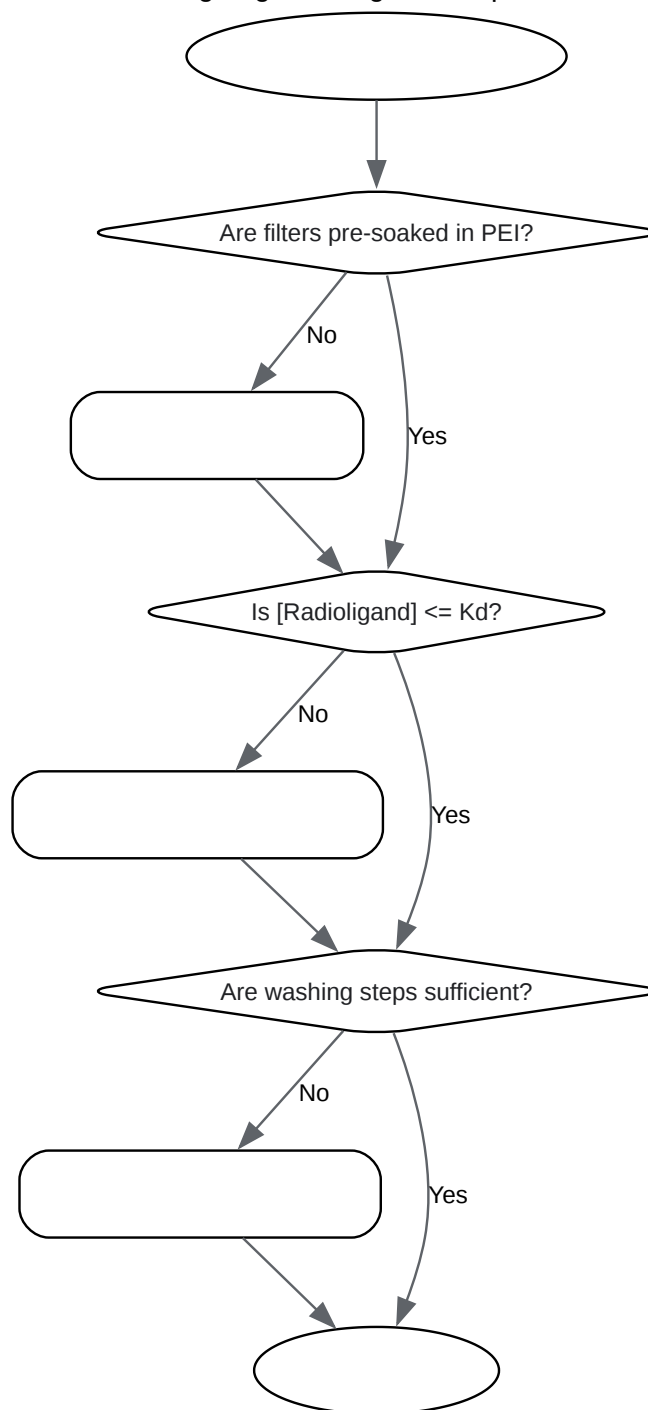 Are filters pre-soaked in PEI?
No
Yes
Is [Radioligand] <= Kd?
No
Yes
Are washing steps sufficient?
No
Yes